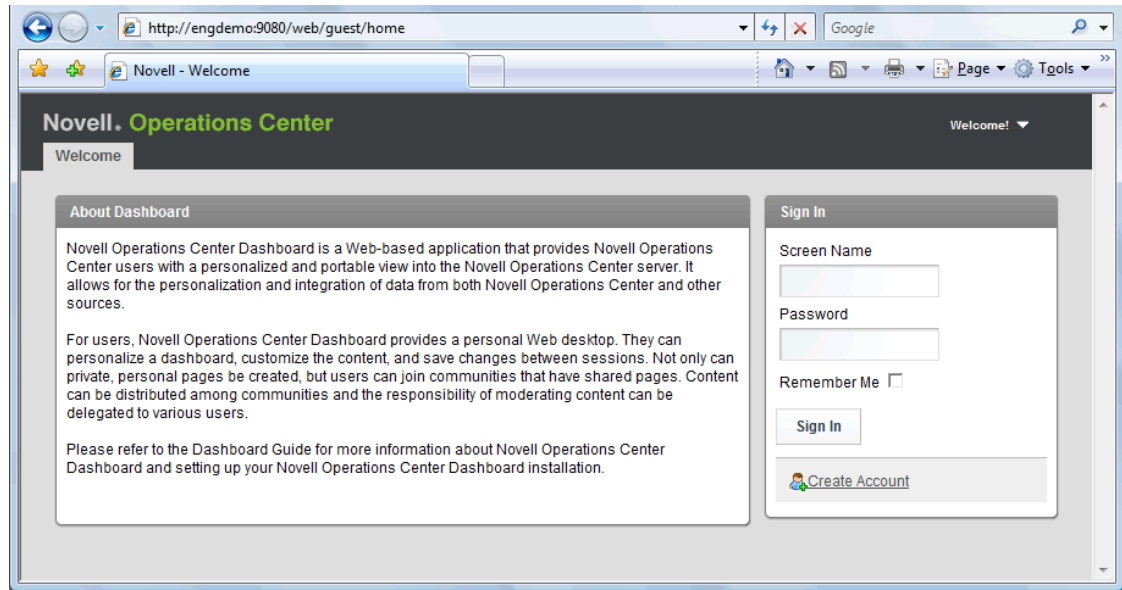 http://engdemo:9080/web/guest/home
Google
Novell - Welcome
Page
Tools
Novell. Operations Center
Welcome!
Welcome
About Dashboard
Novell Operations Center Dashboard is a Web-based application that provides Novell Operations
Center users with a personalized and portable view into the Novell Operations Center server. It
allows for the personalization and integration of data from both Novell Operations Center and other
sources.
For users, Novell Operations Center Dashboard provides a personal Web desktop. They can
personalize a dashboard, customize the content, and save changes between sessions. Not only can
private, personal pages be created, but users can join communities that have shared pages. Content
can be distributed among communities and the responsibility of moderating content can be
delegated to various users.
Please refer to the Dashboard Guide for more information about Novell Operations Center
Dashboard and setting up your Novell Operations Center Dashboard installation.
Sign In
Screen Name
Password
Remember Me
Sign In
Create Account